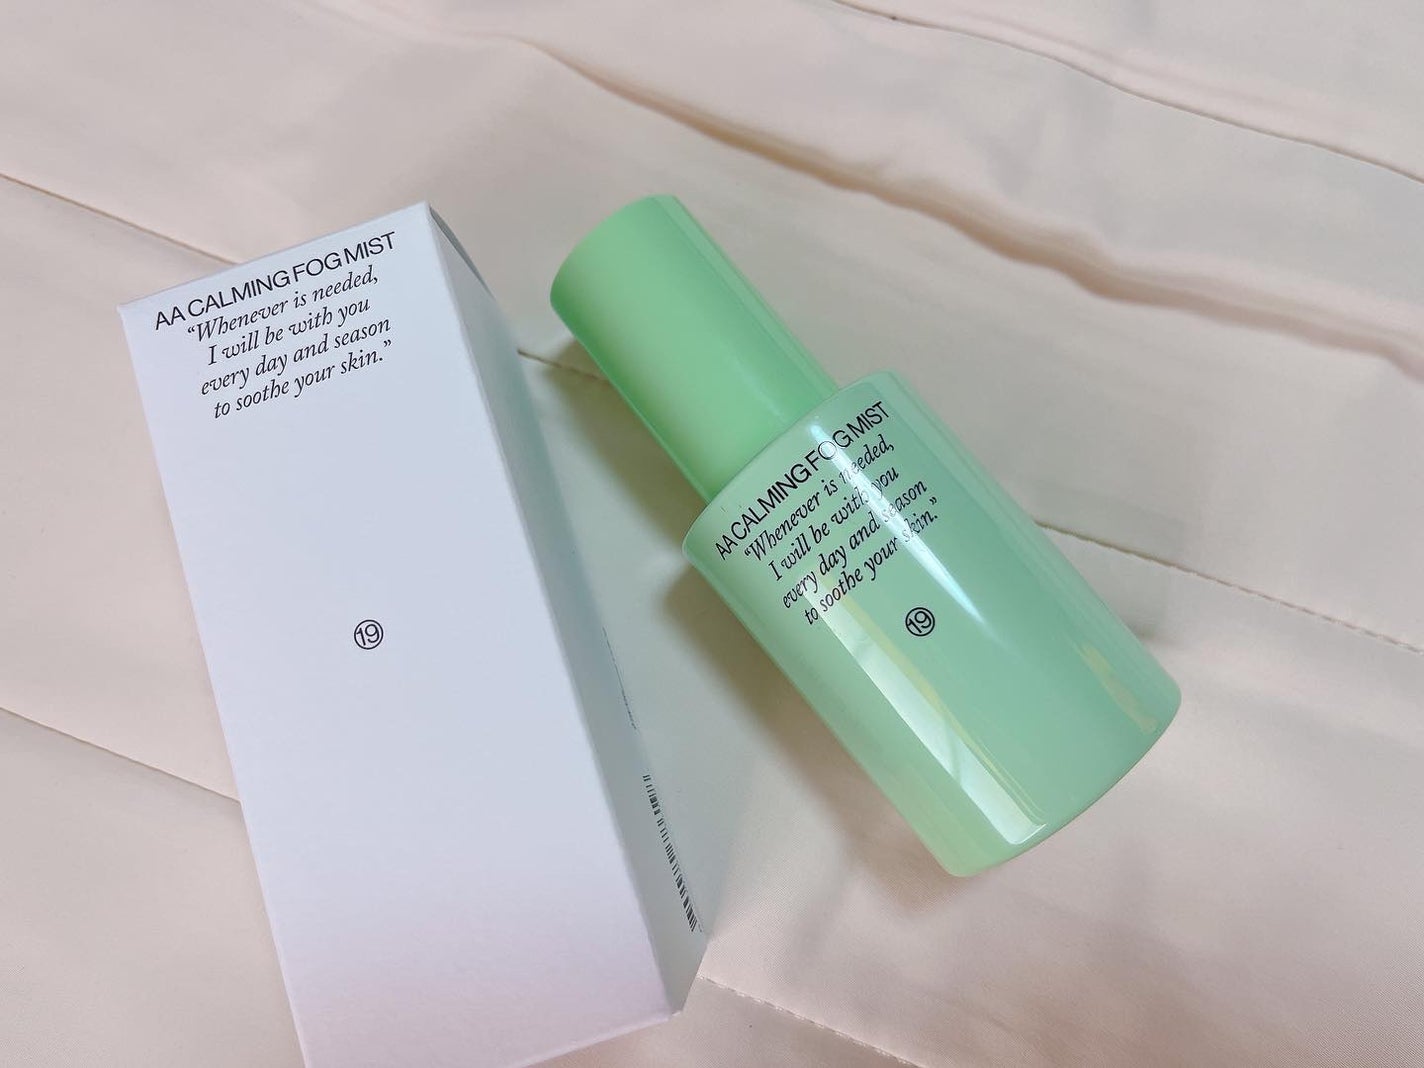 AA CALMING FOG MIST
“Whenever is needed,
I will be with you
every day and season
to soothe your skin.”
19
AA CALMING FOG MIST
“Whenever is needed,
I will be with you
every day and season
to soothe your skin.”
19